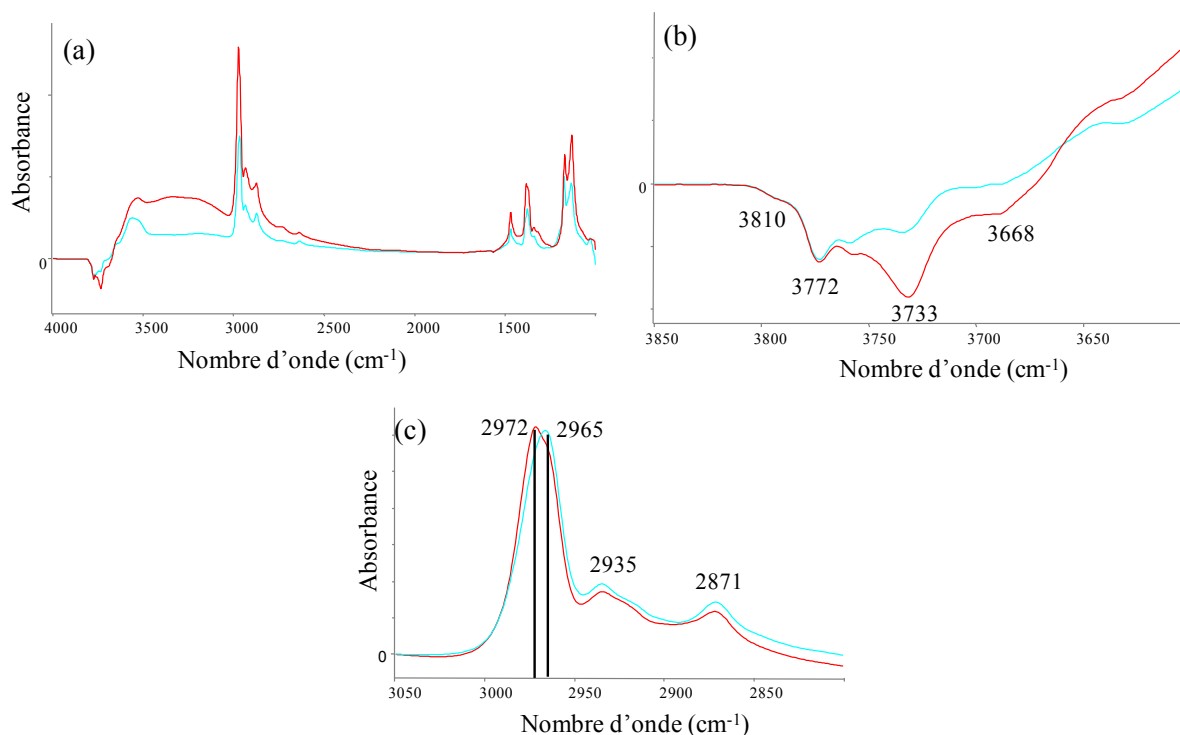 (a)
Absorbance
0
4000 3500 3000 2500 2000 1500
Nombre d’onde (cm-1)
(b)
0
3810
3772
3733
3668
3850 3800 3750 3700 3650
Nombre d’onde (cm-1)
(c)
2972 2965
2935
2871
Absorbance
0
3050 3000 2950 2900 2850
Nombre d’onde (cm-1)